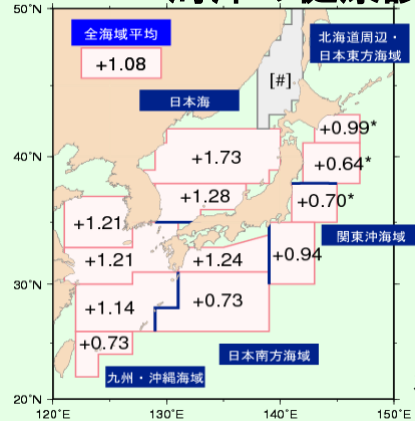 50°N
全海域平均
+1.08
北海道周辺・
日本東方海域
[#]
日本海
+0.99*
+1.73
+0.64*
40°N
+1.28
+0.70*
+1.21
関東沖海域
+1.21
+1.24
+0.94
30°N
+1.14
+0.73
+0.73
日本南方海域
九州・沖縄海域
20°N
120°E
130°E
140°E
150°